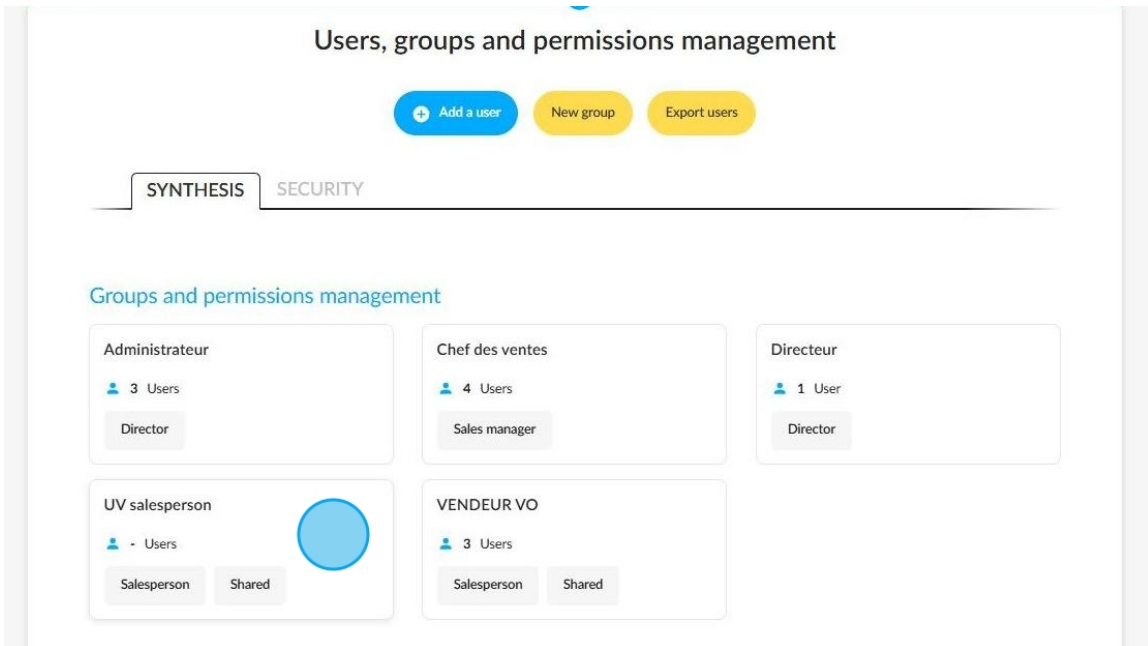 Users, groups and permissions management
Add a user New group Export users
SYNTHESIS SECURITY
Groups and permissions management
Administrateur
3 Users
Director
Chef des ventes
4 Users
Sales manager
Directeur
1 User
Director
UV salesperson
- Users
Salesperson Shared
VENDEUR VO
3 Users
Salesperson Shared